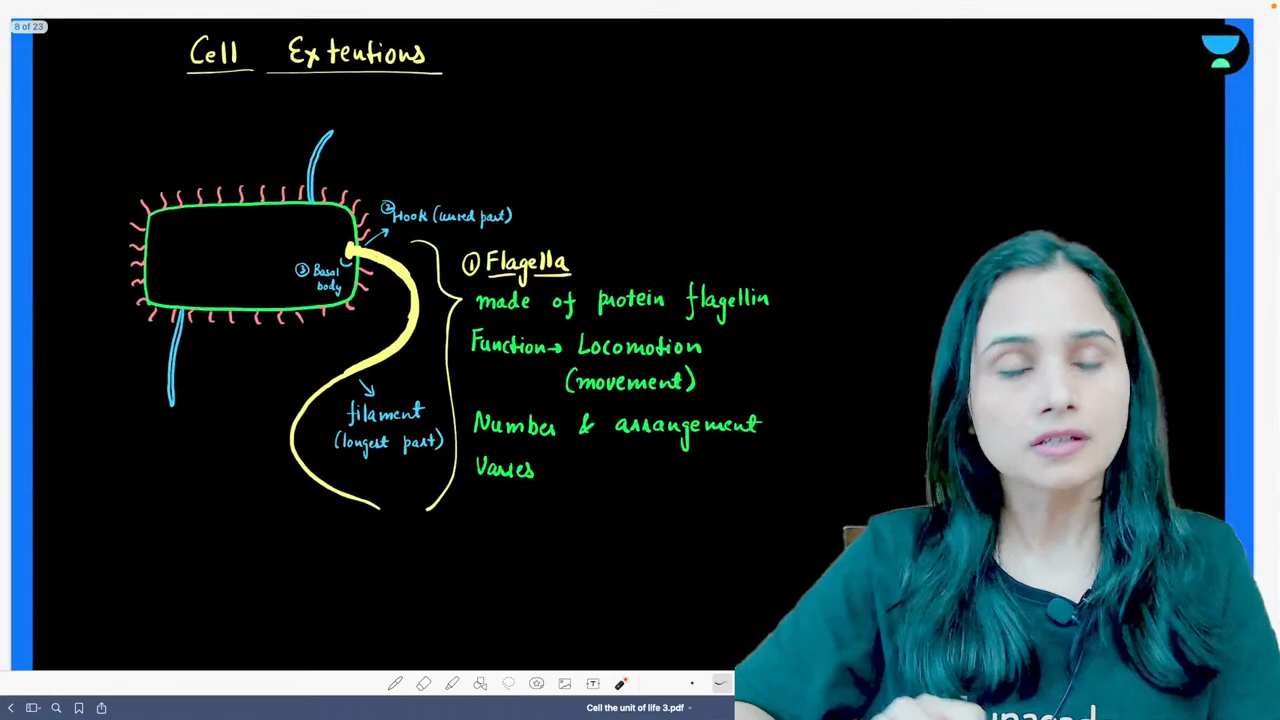 8 of 23
Cell Extentions
② Hook (curved part)
③ Basal
body
① Flagella
made of protein flagellin
Function → Locomotion
(movement)
filament
(longest part)
Number & arrangement
Varies
Cell the unit of life 3.pdf